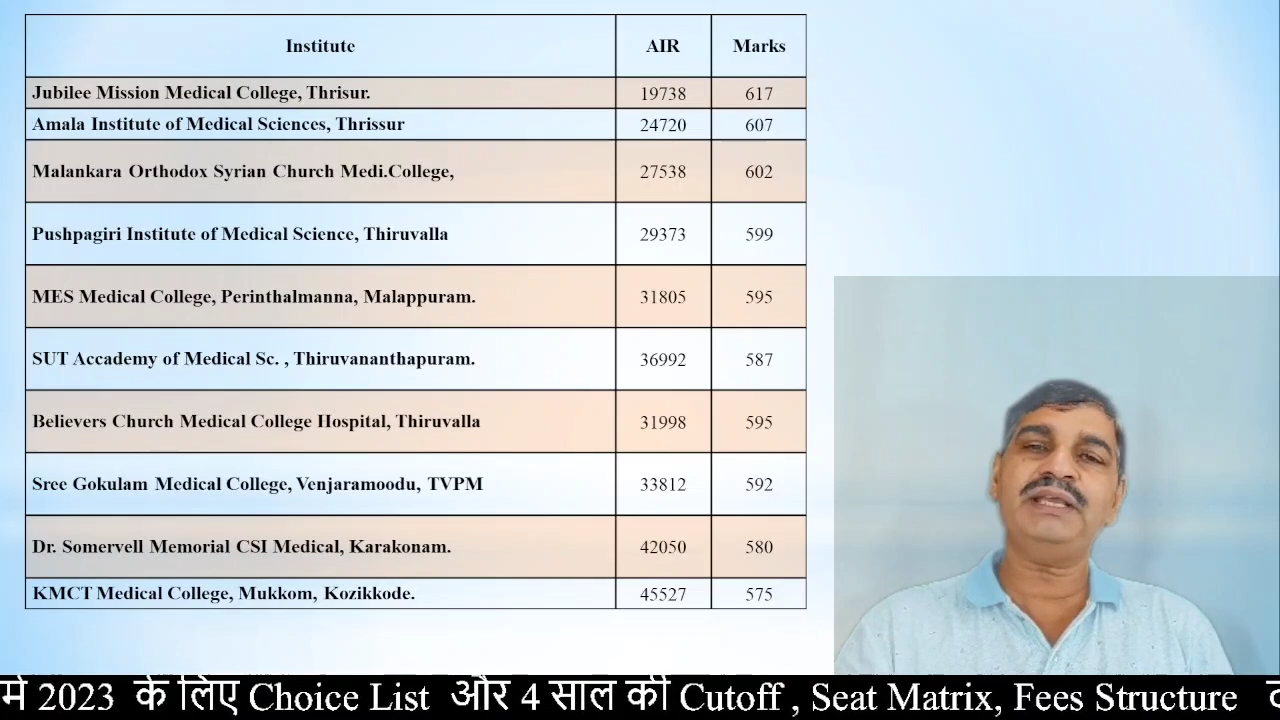 Institute AIR Marks
Jubilee Mission Medical College, Thrisur. 19738 617
Amala Institute of Medical Sciences, Thrissur 24720 607
Malankara Orthodox Syrian Church Medi.College, 27538 602
Pushpagiri Institute of Medical Science, Thiruvalla 29373 599
MES Medical College, Perinthalmanna, Malappuram. 31805 595
SUT Accademy of Medical Sc. , Thiruvananthapuram. 36992 587
Believers Church Medical College Hospital, Thiruvalla 31998 595
Sree Gokulam Medical College, Venjaramoodu, TVPM 33812 592
Dr. Somervell Memorial CSI Medical, Karakonam. 42050 580
KMCT Medical College, Mukkom, Kozikkode. 45527 575
2023 के लिए Choice List और 4 साल की Cutoff , Seat Matrix, Fees Structure